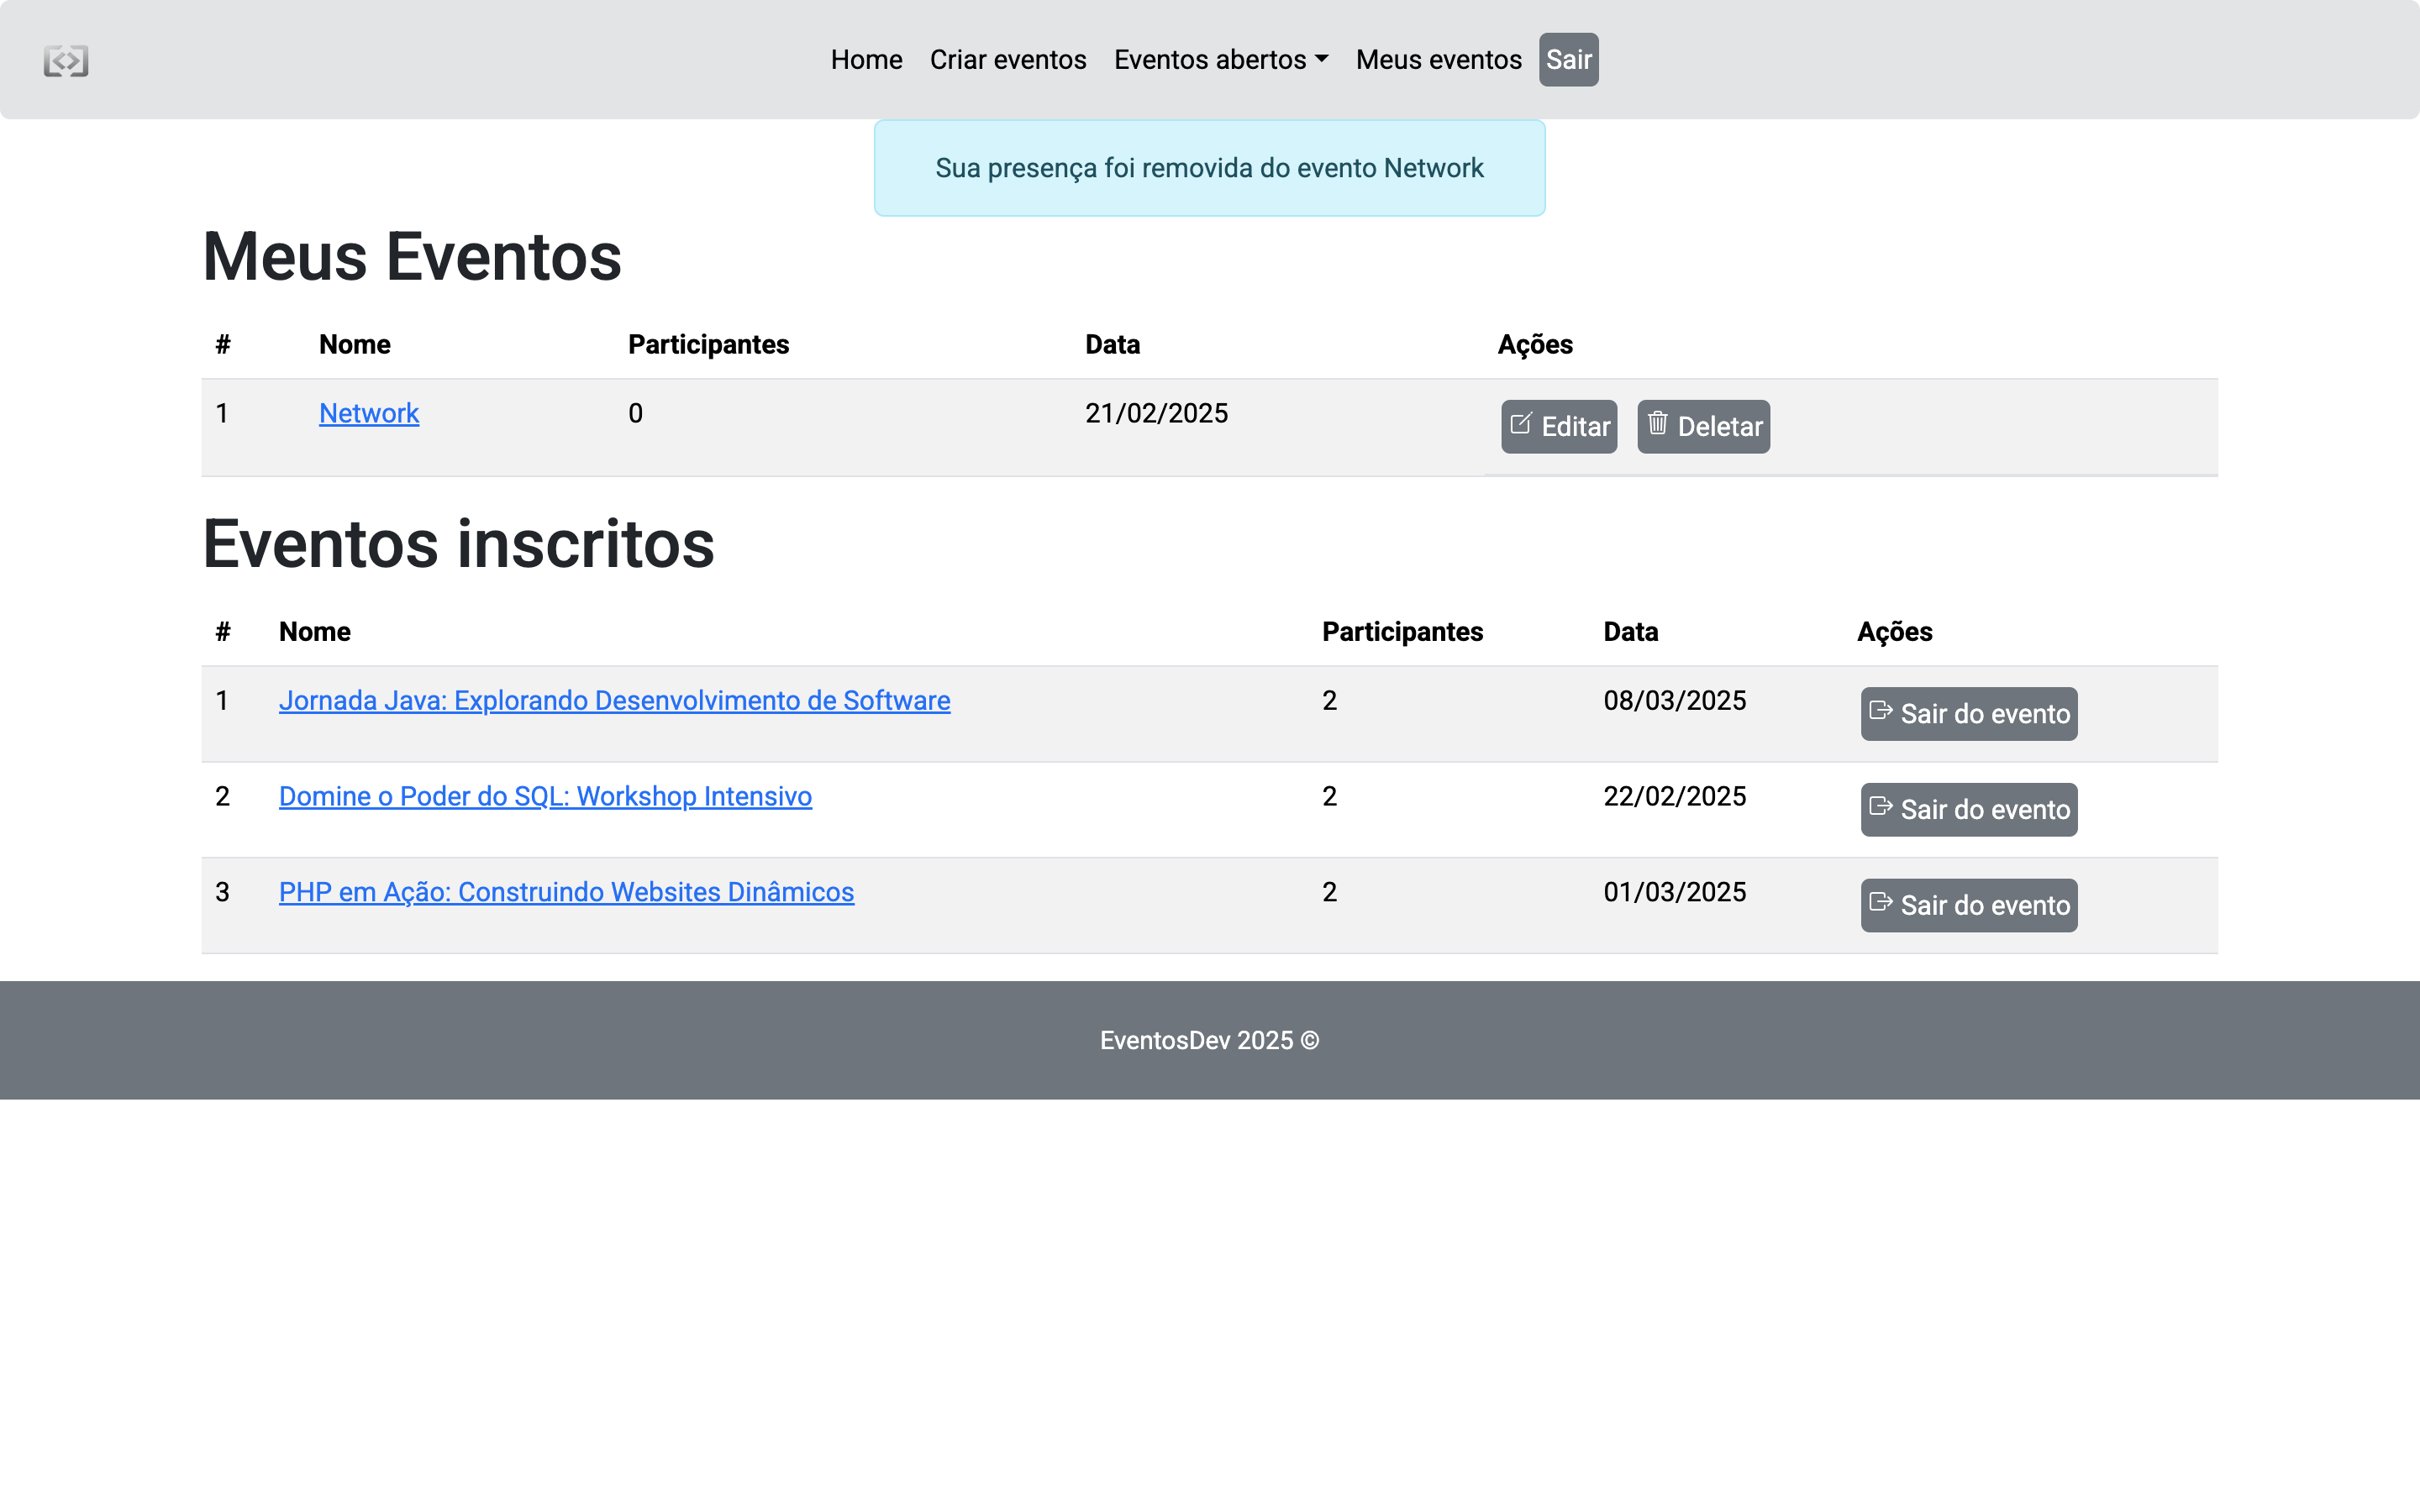 Home Criar eventos Eventos abertos Meus eventos Sair
Sua presença foi removida do evento Network
Meus Eventos
# Nome Participantes Data Ações
1 Network 0 21/02/2025 Editar Deletar
Eventos inscritos
# Nome Participantes Data Ações
1 Jornada Java: Explorando Desenvolvimento de Software 2 08/03/2025 Sair do evento
2 Domine o Poder do SQL: Workshop Intensivo 2 22/02/2025 Sair do evento
3 PHP em Ação: Construindo Websites Dinâmicos 2 01/03/2025 Sair do evento
EventosDev 2025 ©